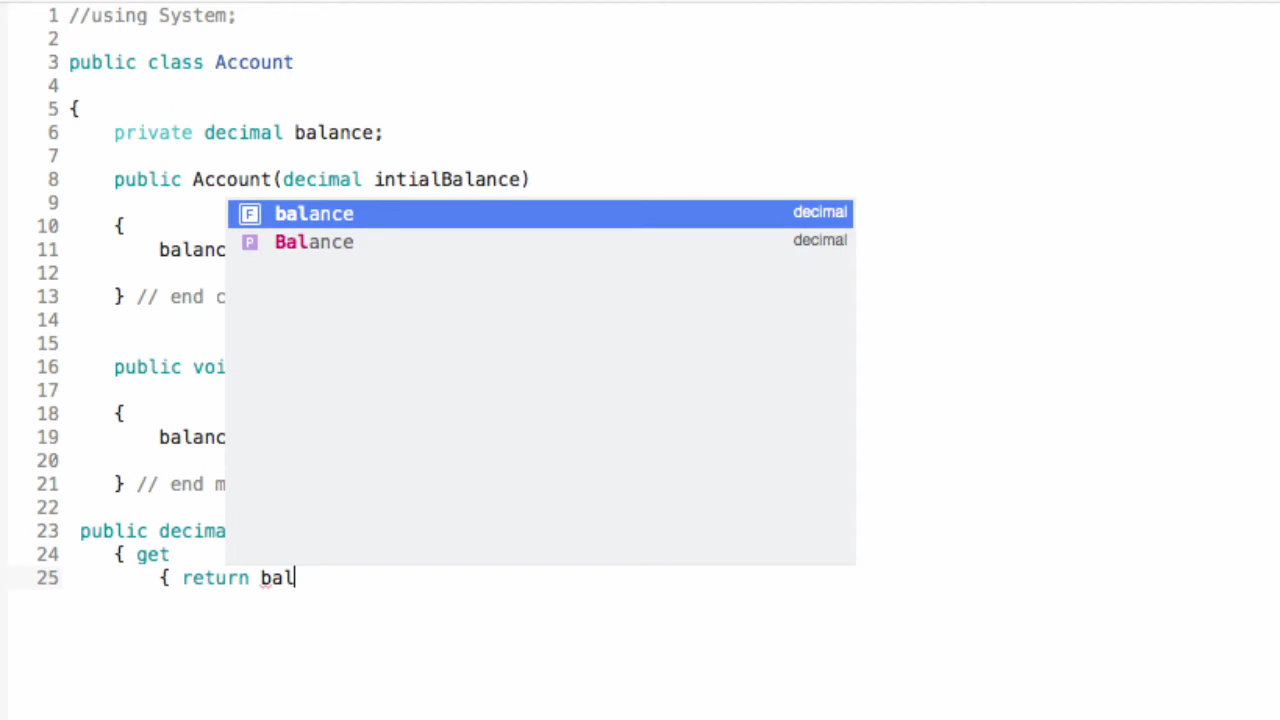 1 //using System;
2
3 public class Account
4
5 {
6 private decimal balance;
7
8 public Account(decimal intialBalance)
9
10 {
11 balanc
12
13 } // end c
14
15
16 public voi
17
18 {
19 balanc
20
21 } // end m
22
23 public decima
24 { get
25 { return bal
F balance decimal
P Balance decimal